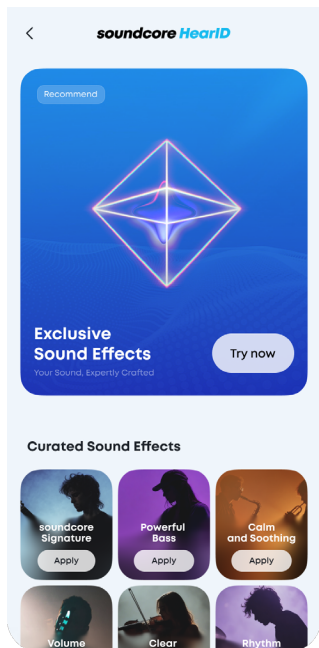 soundcore HearID
Recommend
Exclusive
Sound Effects
Your Sound, Expertly Crafted
Try now
Curated Sound Effects
soundcore
Signature
Apply
Powerful
Bass
Apply
Calm
and Soothing
Apply
Volume
Clear
Rhythm